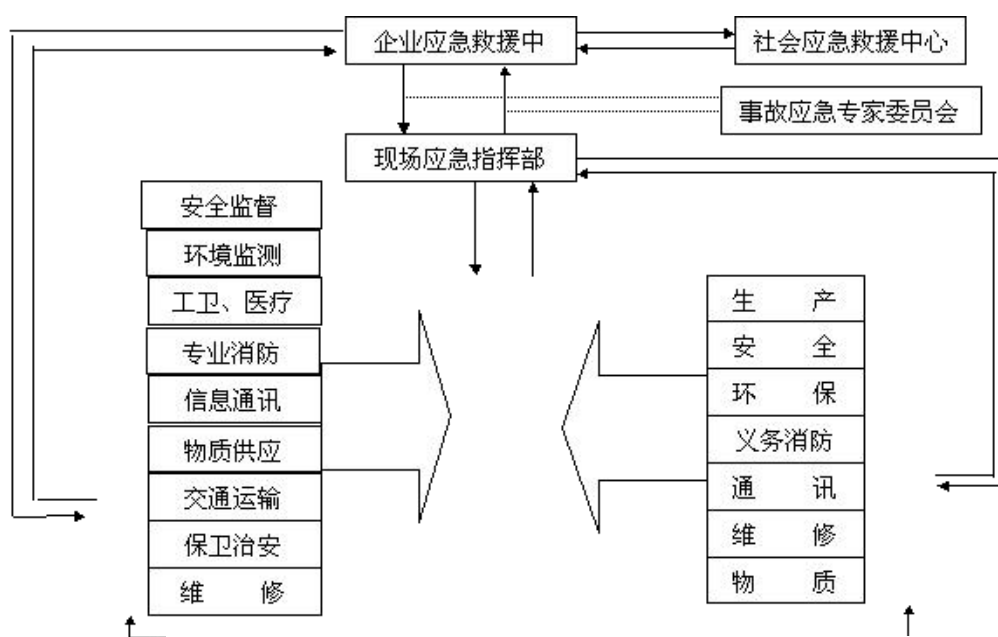 企业应急救援中
社会应急救援中心
事故应急专家委员会
现场应急指挥部
安全监督
环境监测
工卫、医疗
专业消防
信息通讯
物质供应
交通运输
保卫治安
维 修
生 产
安 全
环 保
义务消防
通 讯
维 修
物 质